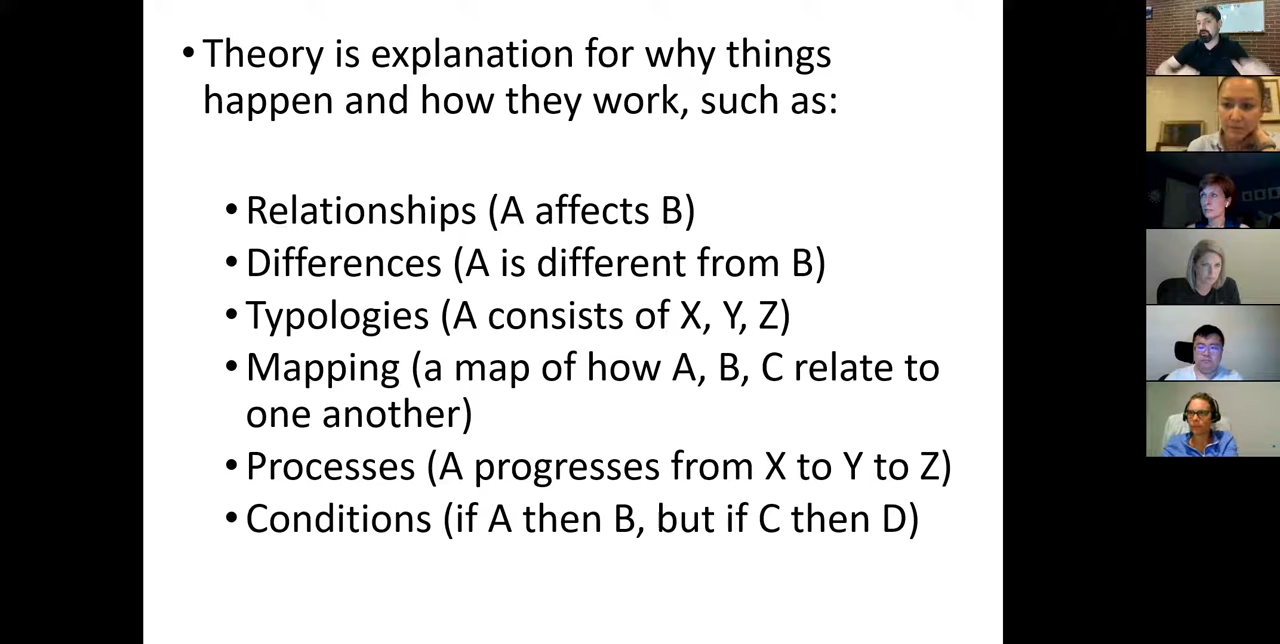 • Theory is explanation for why things
happen and how they work, such as:
• Relationships (A affects B)
• Differences (A is different from B)
• Typologies (A consists of X, Y, Z)
• Mapping (a map of how A, B, C relate to
one another)
• Processes (A progresses from X to Y to Z)
• Conditions (if A then B, but if C then D)